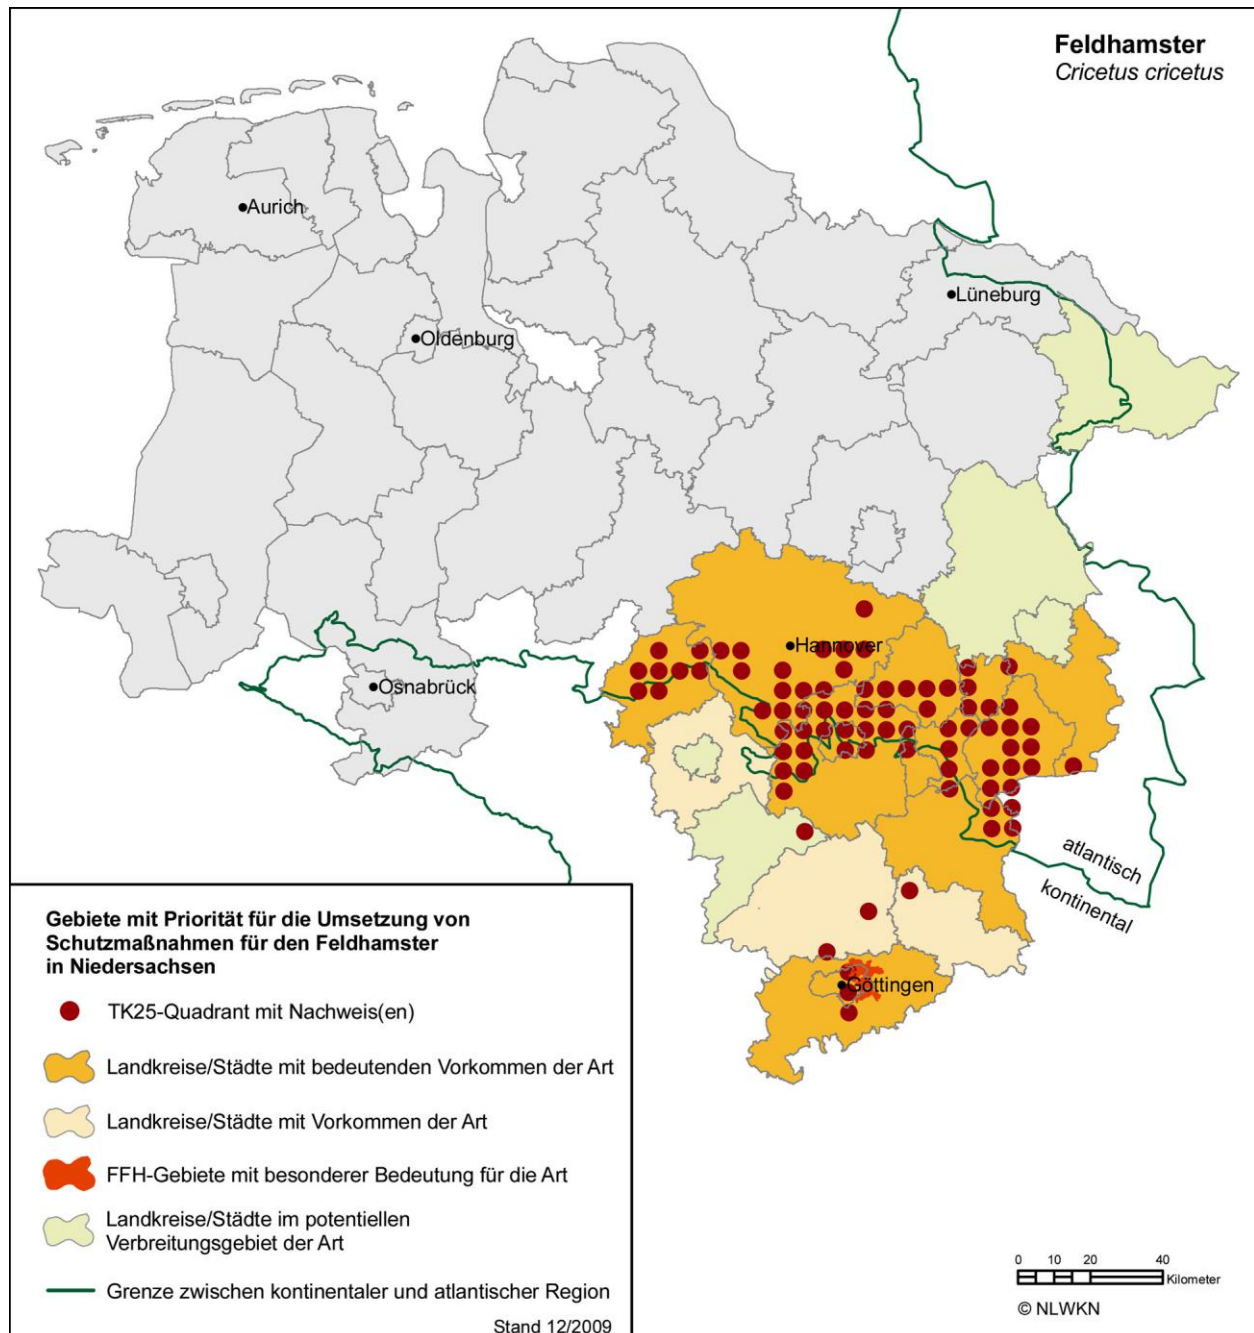 Feldhamster
Cricetus cricetus
Aurich
Lüneburg
Oldenburg
Hannover
Osnabrück
atlantisch
kontinental
Göttingen
Gebiete mit Priorität für die Umsetzung von
Schutzmaßnahmen für den Feldhamster
in Niedersachsen
TK25-Quadrant mit Nachweis(en)
Landkreise/Städte mit bedeutenden Vorkommen der Art
Landkreise/Städte mit Vorkommen der Art
FFH-Gebiete mit besonderer Bedeutung für die Art
Landkreise/Städte im potentiellen
Verbreitungsgebiet der Art
Grenze zwischen kontinentaler und atlantischer Region
Stand 12/2009
0 10 20 40
Kilometer
© NLWKN